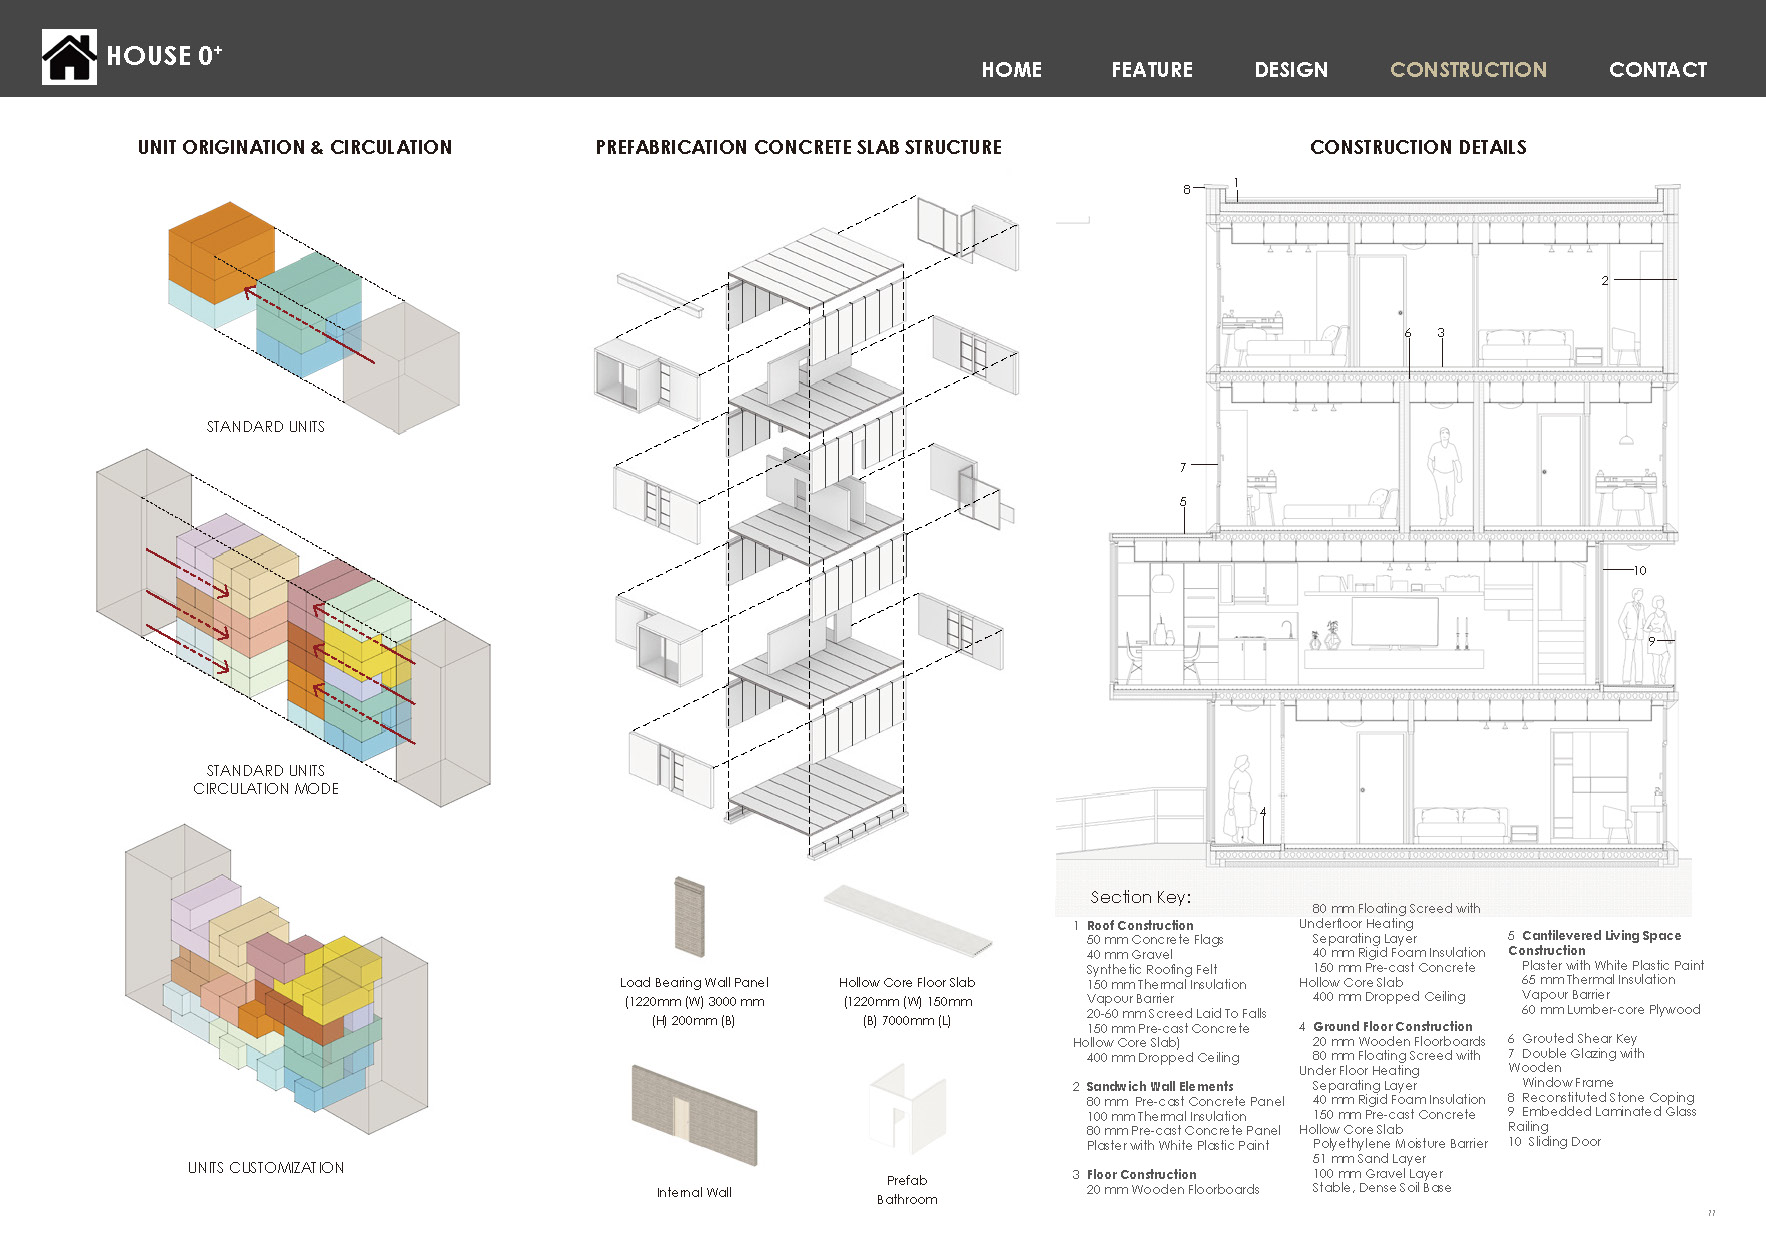 HOUSE 0+
HOME
FEATURE
DESIGN
CONSTRUCTION
CONTACT
UNIT ORIGINATION & CIRCULATION
STANDARD UNITS
STANDARD UNITS
CIRCULATION MODE
UNITS CUSTOMIZATION
PREFABRICATION CONCRETE SLAB STRUCTURE
Load Bearing Wall Panel
(1220mm (W) 3000 mm
(H) 200mm (B)
Hollow Core Floor Slab
(1220mm (W) 150mm
(B) 7000mm (L)
Internal Wall
Prefab
Bathroom
CONSTRUCTION DETAILS
8
1
2
6
3
7
5
10
9
4
Section Key:
1 Roof Construction
50 mm Concrete Flags
40 mm Gravel
Synthetic Roofing Felt
150 mm Thermal Insulation
Vapour Barrier
20-60 mm Screed Laid To Falls
150 mm Pre-cast Concrete
Hollow Core Slab)
400 mm Dropped Ceiling
2 Sandwich Wall Elements
80 mm Pre-cast Concrete Panel
100 mm Thermal Insulation
80 mm Pre-cast Concrete Panel
Plaster with White Plastic Paint
3 Floor Construction
20 mm Wooden Floorboards
80 mm Floating Screed with
Underfloor Heating
Separating Layer
40 mm Rigid Foam Insulation
150 mm Pre-cast Concrete
Hollow Core Slab
400 mm Dropped Ceiling
4 Ground Floor Construction
20 mm Wooden Floorboards
80 mm Floating Screed with
Under Floor Heating
Separating Layer
40 mm Rigid Foam Insulation
150 mm Pre-cast Concrete
Hollow Core Slab
Polyethylene Moisture Barrier
51 mm Sand Layer
100 mm Gravel Layer
Stable, Dense Soil Base
5 Cantilevered Living Space
Construction
Plaster with White Plastic Paint
65 mm Thermal Insulation
Vapour Barrier
60 mm Lumber-core Plywood
6 Grouted Shear Key
7 Double Glazing with
Wooden
Window Frame
8 Reconstituted Stone Coping
9 Embedded Laminated Glass
Railing
10 Sliding Door
11